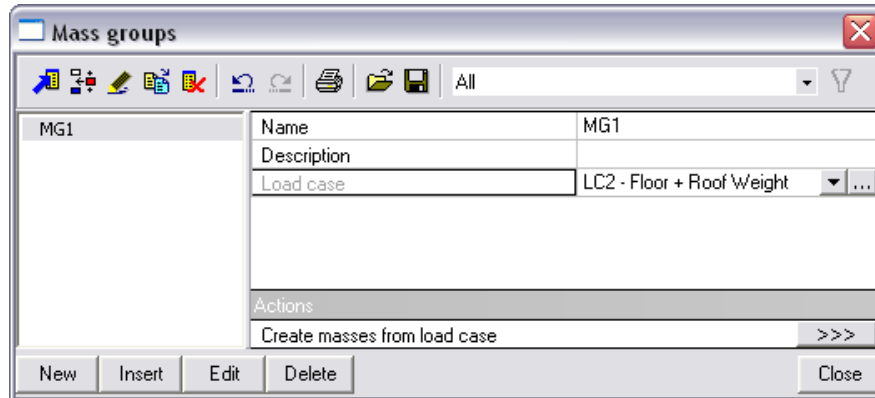 Mass groups
All
MG1
Name MG1
Description
Load case LC2 - Floor + Roof Weight ...
Actions
Create masses from load case >>>
New Insert Edit Delete Close